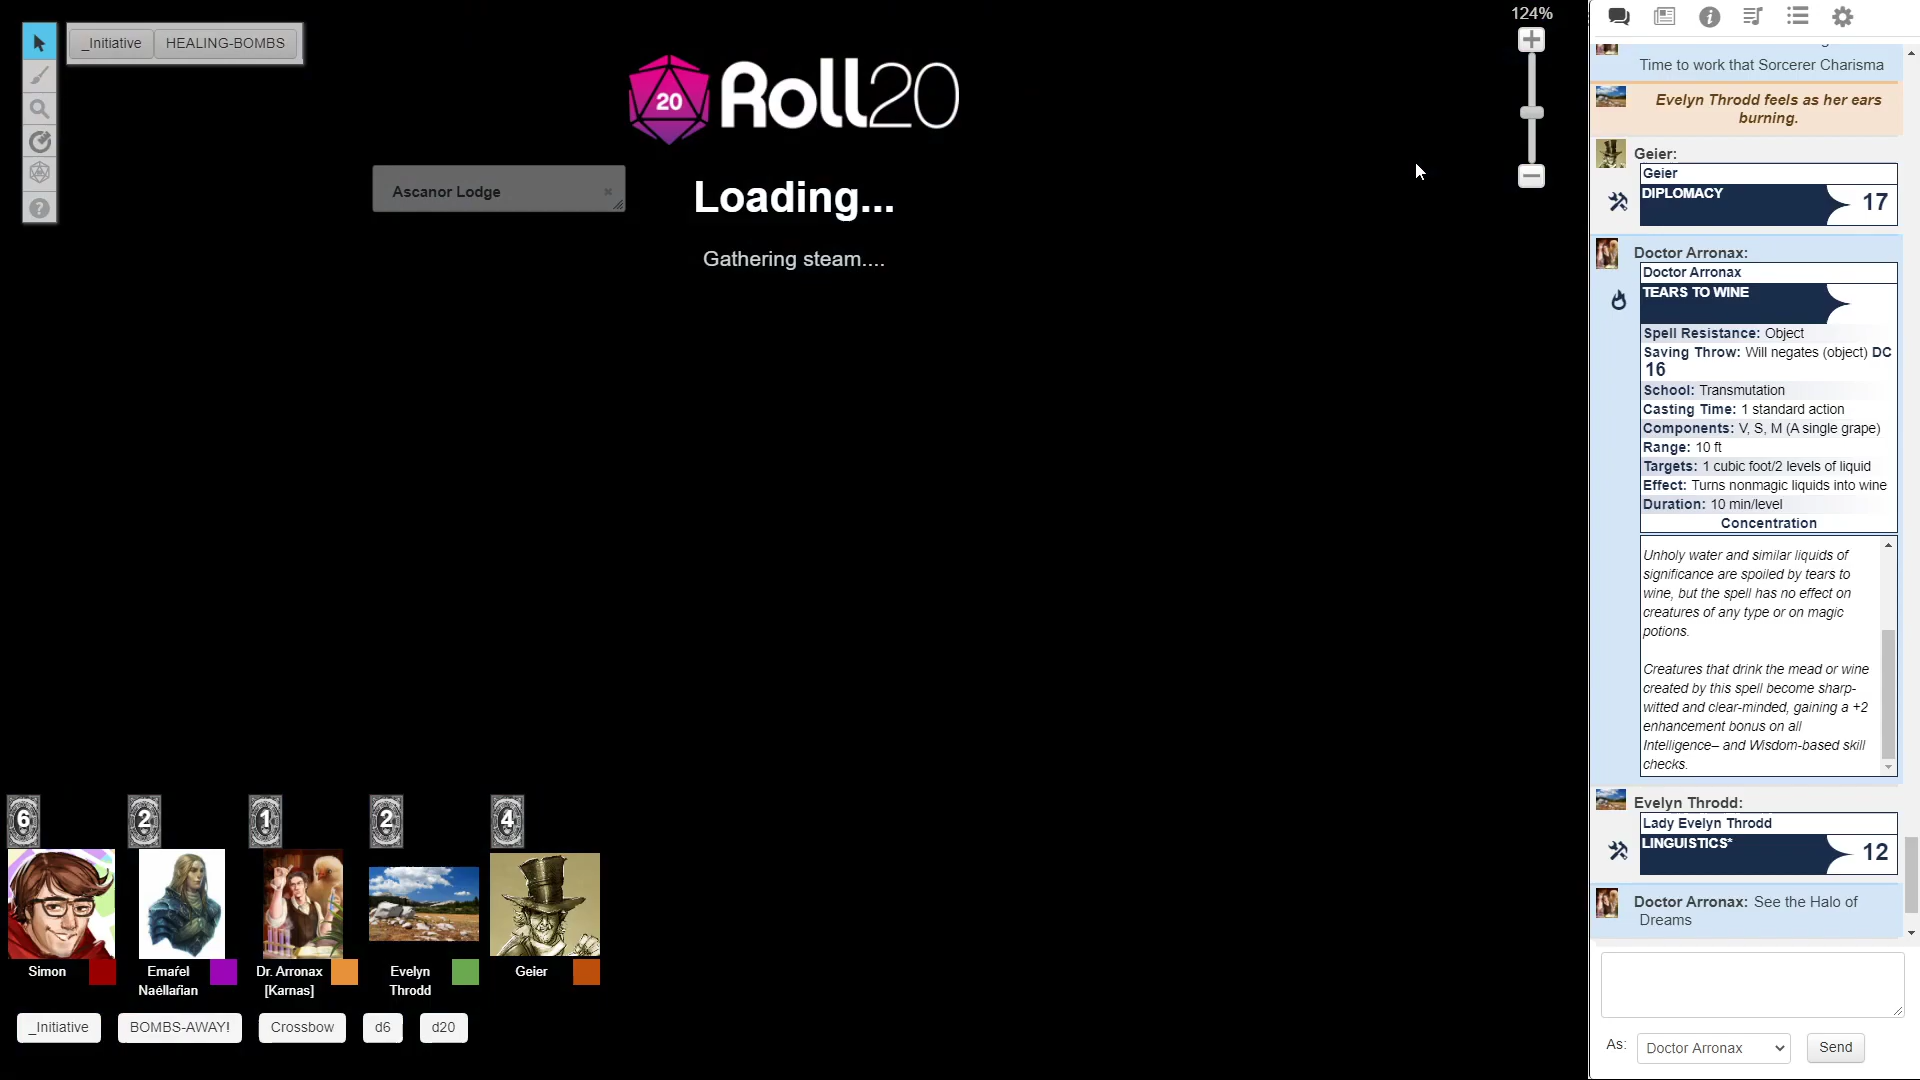 _Initiative
HEALING-BOMBS
20
Roll20
Ascanor Lodge
Loading...
Gathering steam....
124%
Time to work that Sorcerer Charisma
Evelyn Throdd feels as her ears
burning.
Geier:
Geier
DIPLOMACY
17
Doctor Arronax:
Doctor Arronax
TEARS TO WINE
Spell Resistance: Object
Saving Throw: Will negates (object) DC
16
School: Transmutation
Casting Time: 1 standard action
Components: V, S, M (A single grape)
Range: 10 ft
Targets: 1 cubic foot/2 levels of liquid
Effect: Turns nonmagic liquids into wine
Duration: 10 min/level
Concentration
Unholy water and similar liquids of
significance are spoiled by tears to
wine, but the spell has no effect on
creatures of any type or on magic
potions.
Creatures that drink the mead or wine
created by this spell become sharp-
witted and clear-minded, gaining a +2
enhancement bonus on all
Intelligence– and Wisdom-based skill
checks.
Evelyn Throdd:
Lady Evelyn Throdd
LINGUISTICS*
12
Doctor Arronax: See the Halo of
Dreams
As:
Doctor Arronax
Send
6
2
1
2
4
Simon
Emaŕel
Naéllañan
Dr. Arronax
[Karnas]
Evelyn
Throdd
Geier
_Initiative
BOMBS-AWAY!
Crossbow
d6
d20